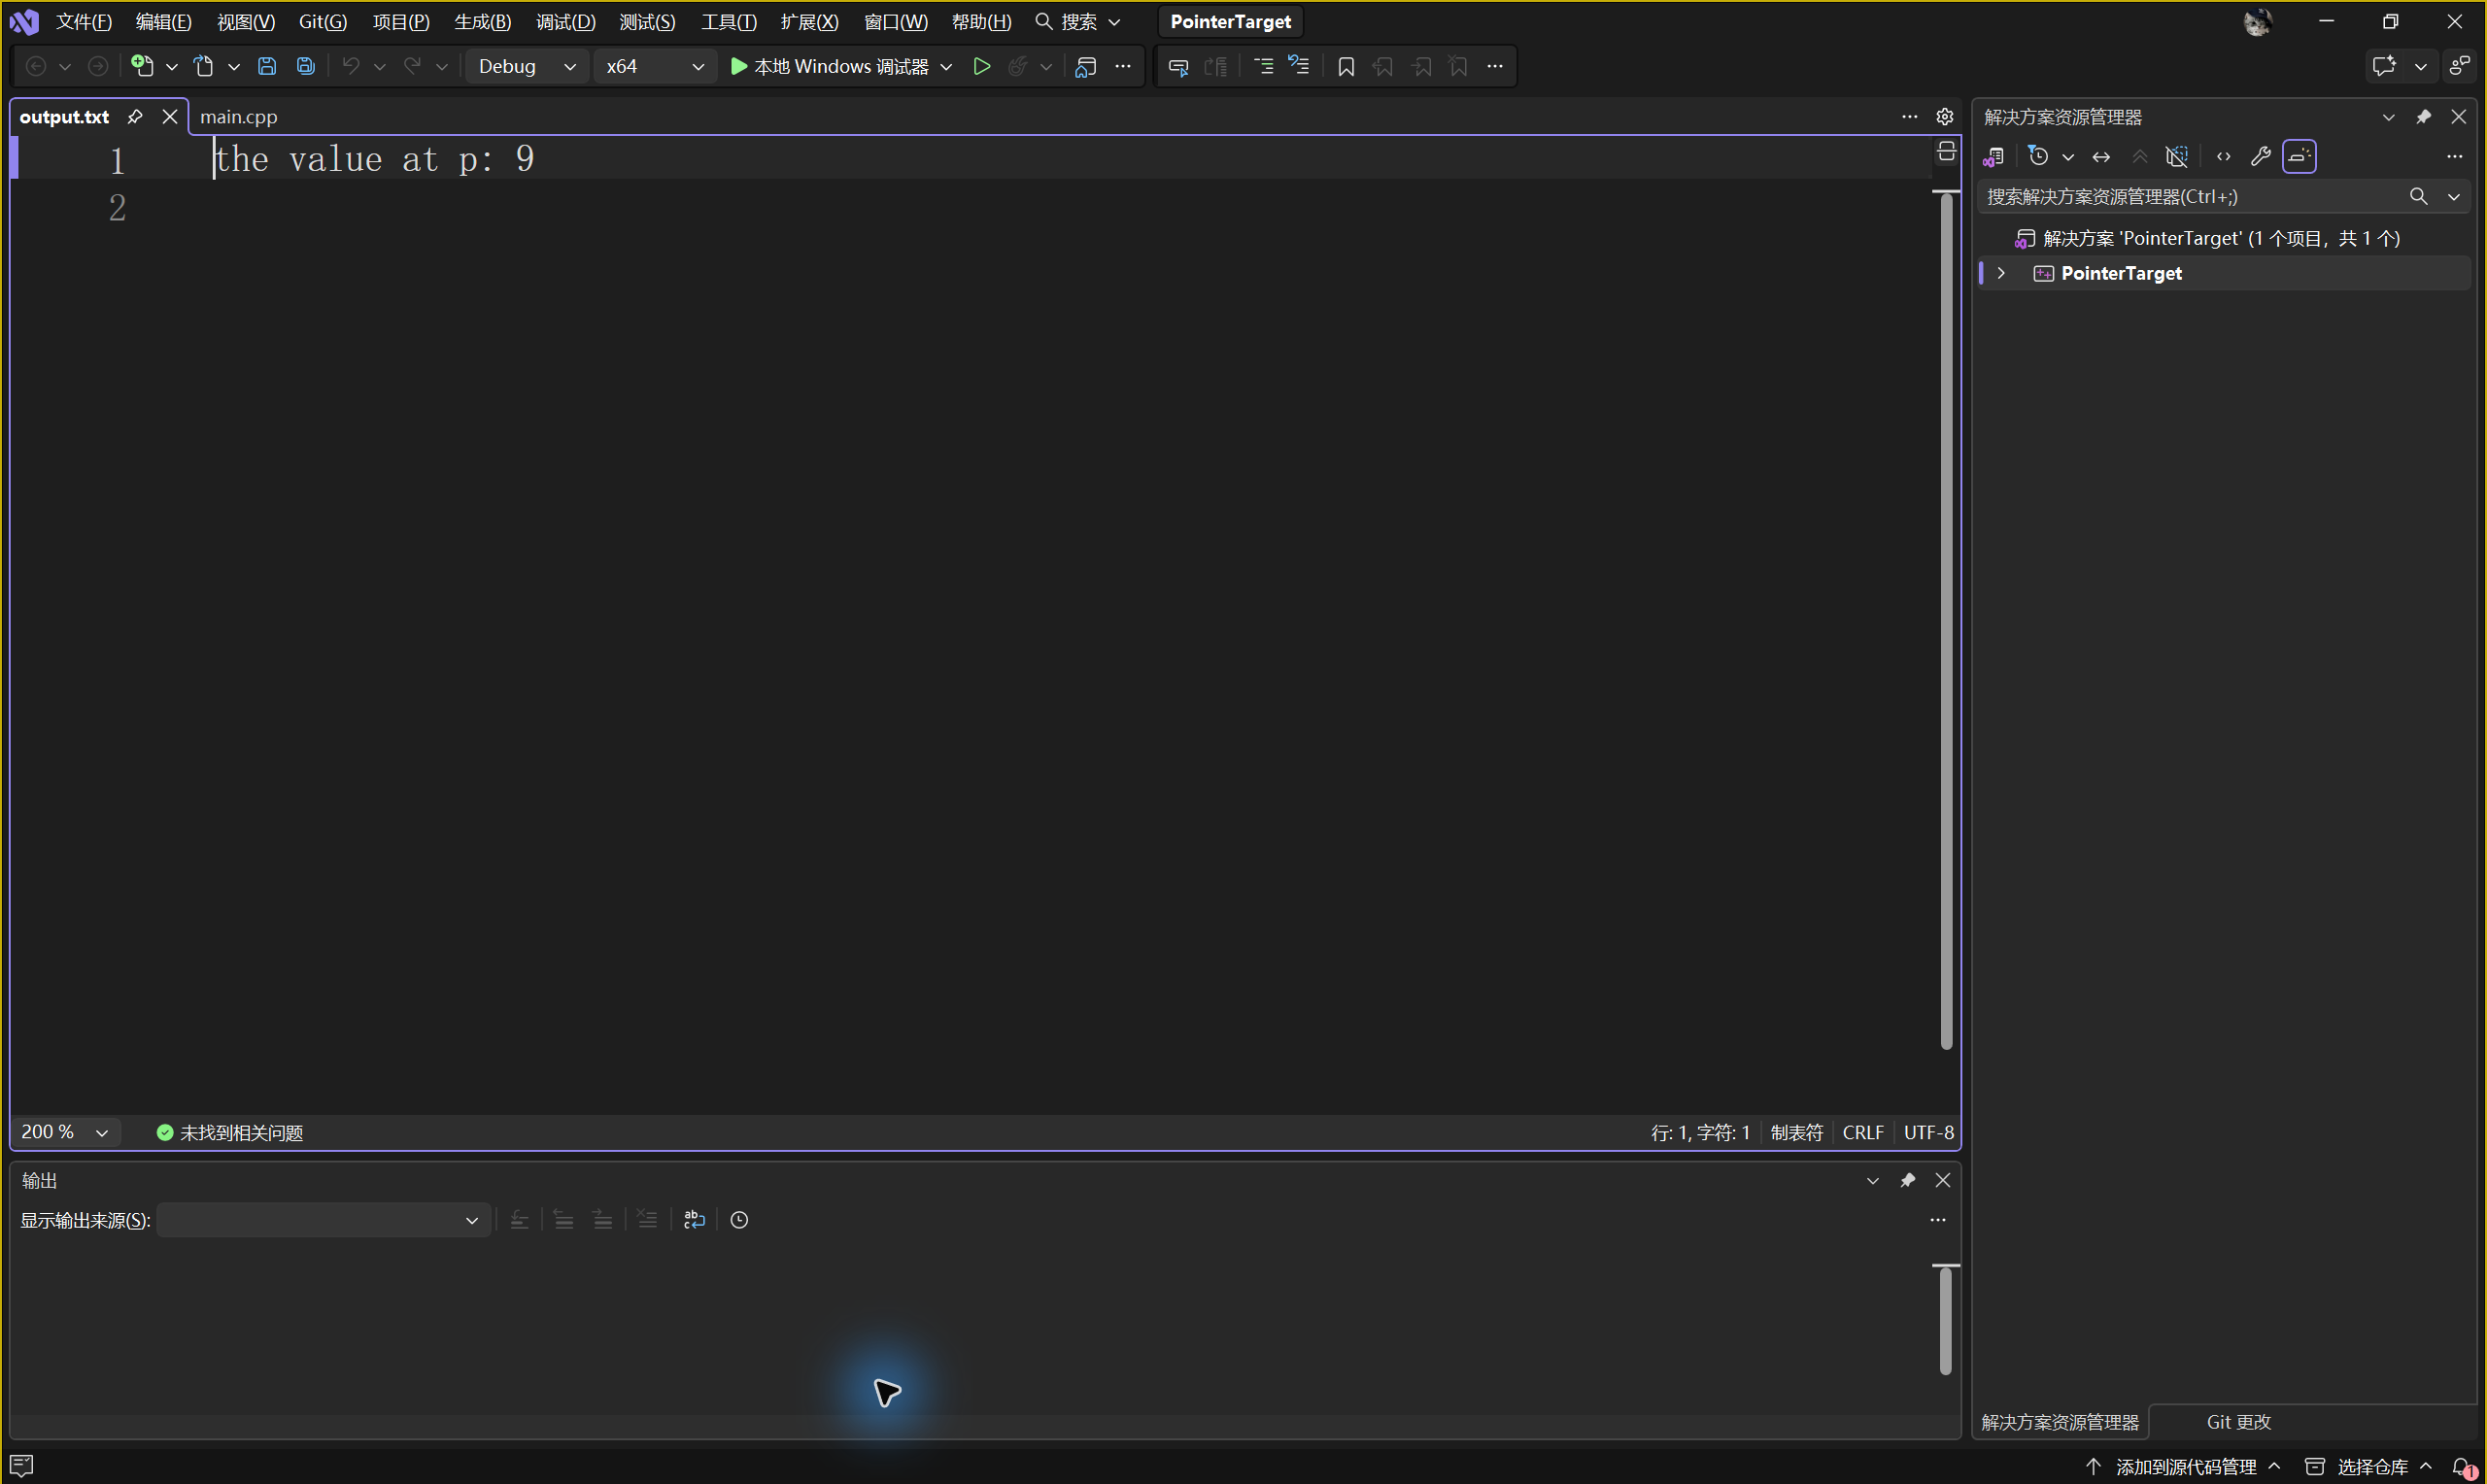 文件(F) 编辑(E) 视图(V) Git(G) 项目(P) 生成(B) 调试(D) 测试(S) 工具(T) 扩展(X) 窗口(W) 帮助(H) 搜索 PointerTarget
Debug x64 本地 Windows 调试器
output.txt main.cpp
1 the value at p: 9
2
200 % 未找到相关问题 行: 1, 字符: 1 制表符 CRLF UTF-8
输出
显示输出来源(S):
解决方案资源管理器
搜索解决方案资源管理器(Ctrl+;)
解决方案 'PointerTarget' (1 个项目，共 1 个)
PointerTarget
解决方案资源管理器 Git 更改
添加到源代码管理 选择仓库 1